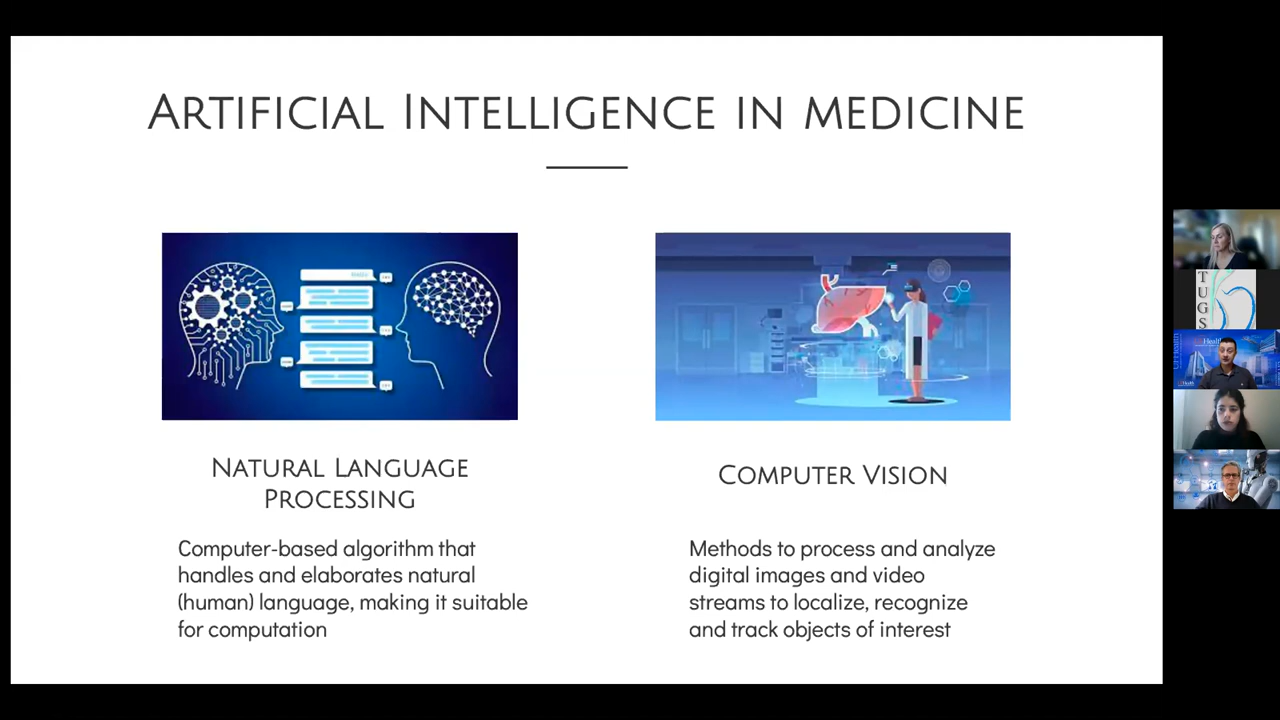 ARTIFICIAL INTELLIGENCE IN MEDICINE
NATURAL LANGUAGE
PROCESSING
Computer-based algorithm that
handles and elaborates natural
(human) language, making it suitable
for computation
COMPUTER VISION
Methods to process and analyze
digital images and video
streams to localize, recognize
and track objects of interest
T
U
G
S